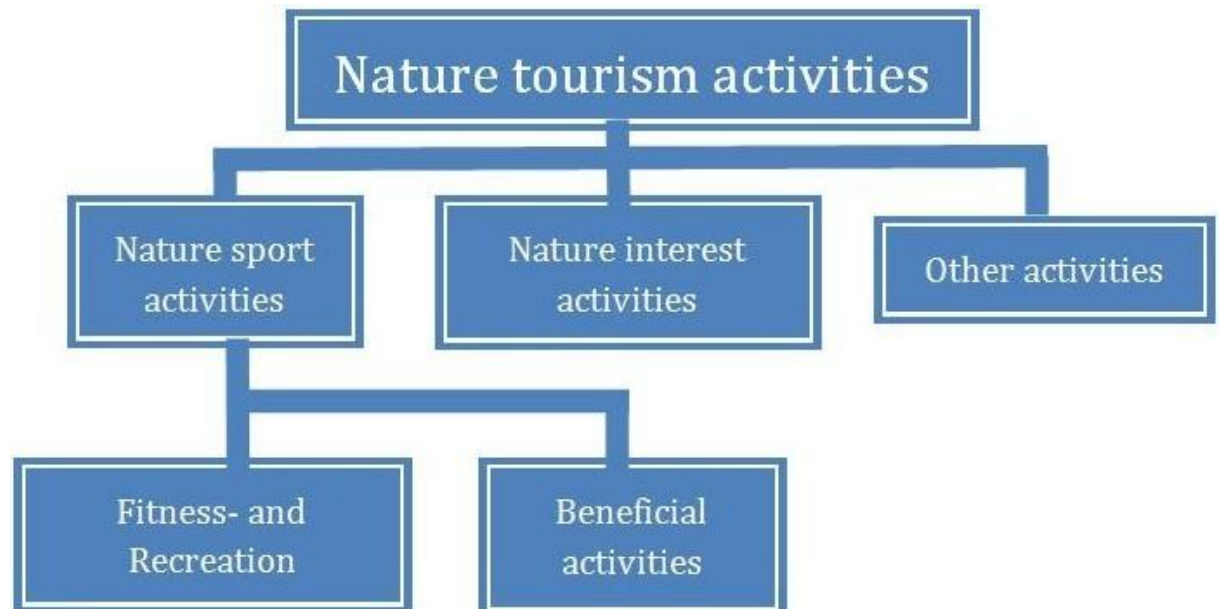 Nature tourism activities
Nature sport
activities
Nature interest
activities
Other activities
Fitness- and
Recreation
Beneficial
activities